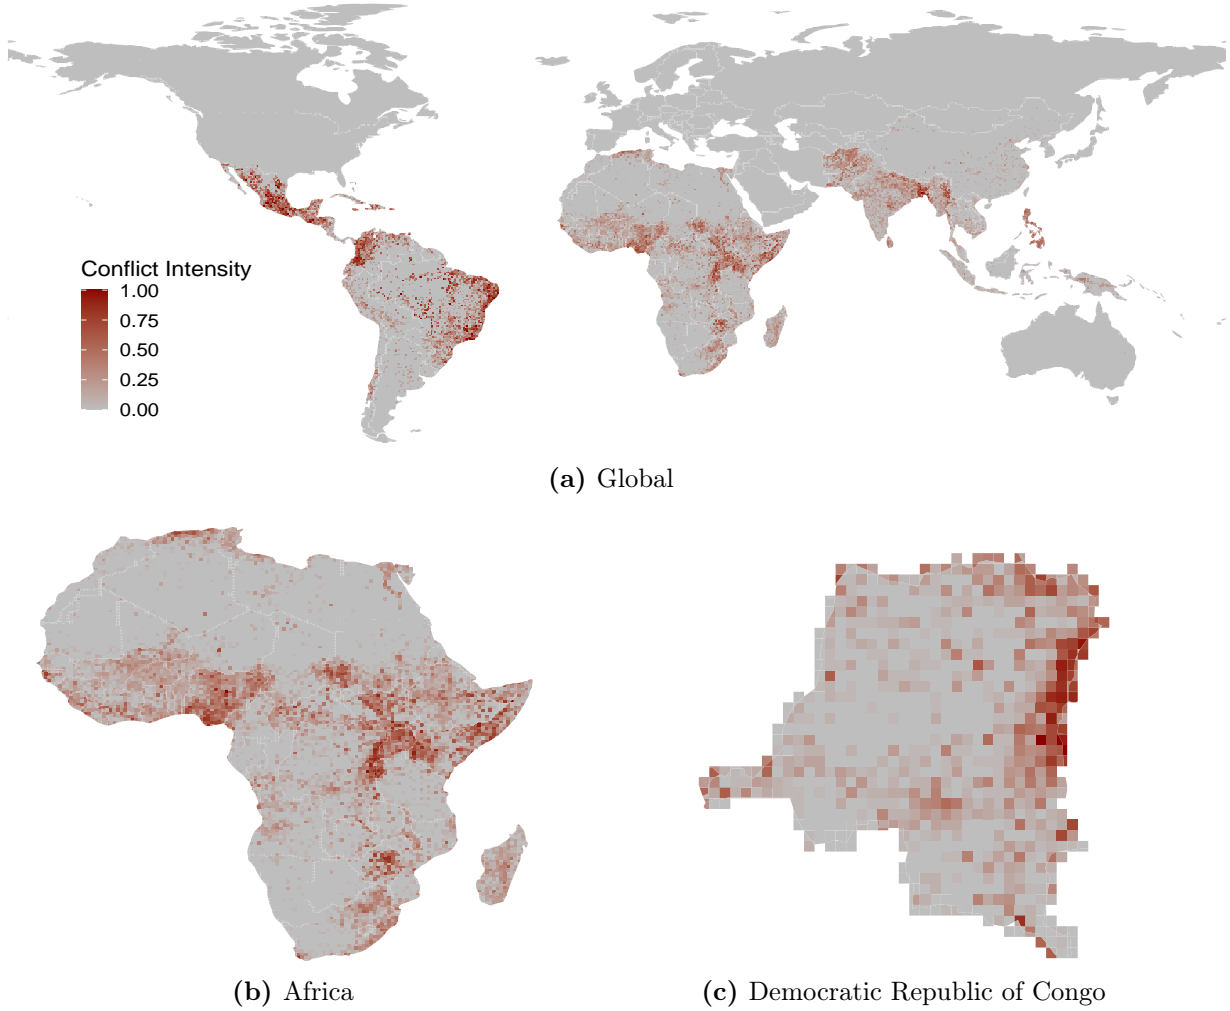 Conflict Intensity
1.00
0.75
0.50
0.25
0.00
(a) Global
(b) Africa
(c) Democratic Republic of Congo